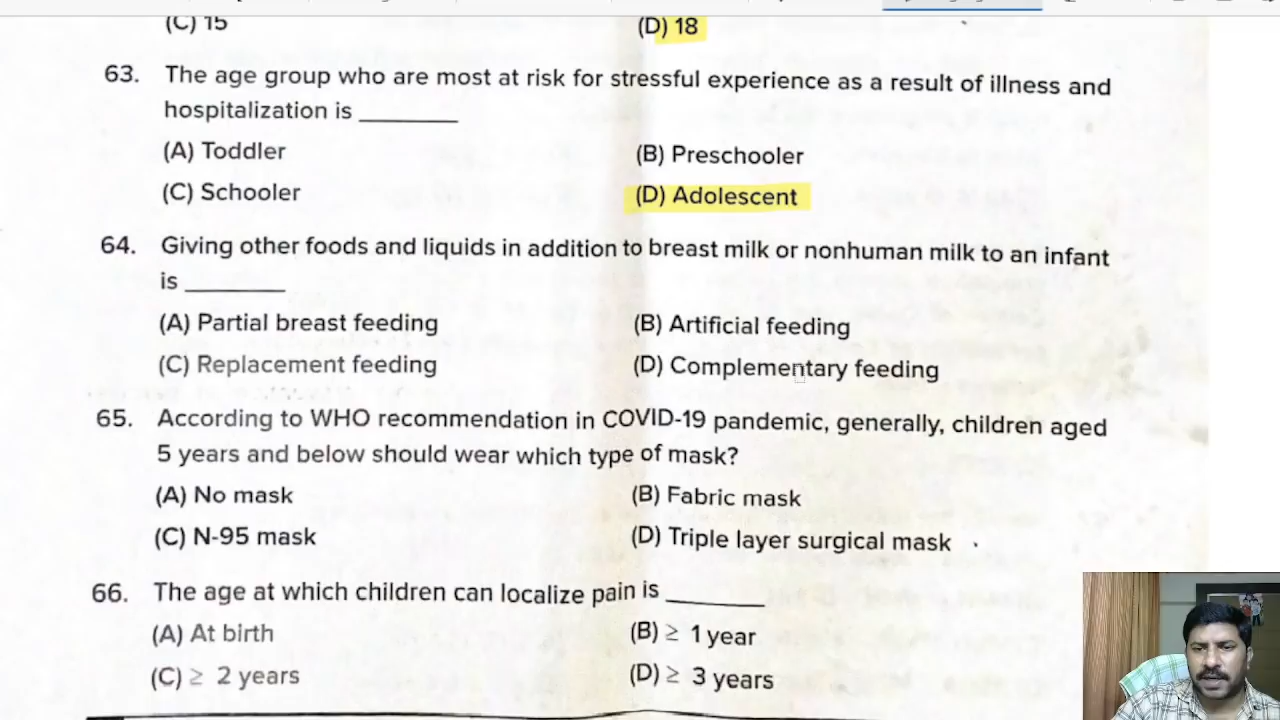 (C) 15
(D) 18
63. The age group who are most at risk for stressful experience as a result of illness and
hospitalization is ________
(A) Toddler
(B) Preschooler
(C) Schooler
(D) Adolescent
64. Giving other foods and liquids in addition to breast milk or nonhuman milk to an infant
is ________
(A) Partial breast feeding
(B) Artificial feeding
(C) Replacement feeding
(D) Complementary feeding
65. According to WHO recommendation in COVID-19 pandemic, generally, children aged
5 years and below should wear which type of mask?
(A) No mask
(B) Fabric mask
(C) N-95 mask
(D) Triple layer surgical mask
66. The age at which children can localize pain is ________
(A) At birth
(B) ≥ 1 year
(C) ≥ 2 years
(D) ≥ 3 years